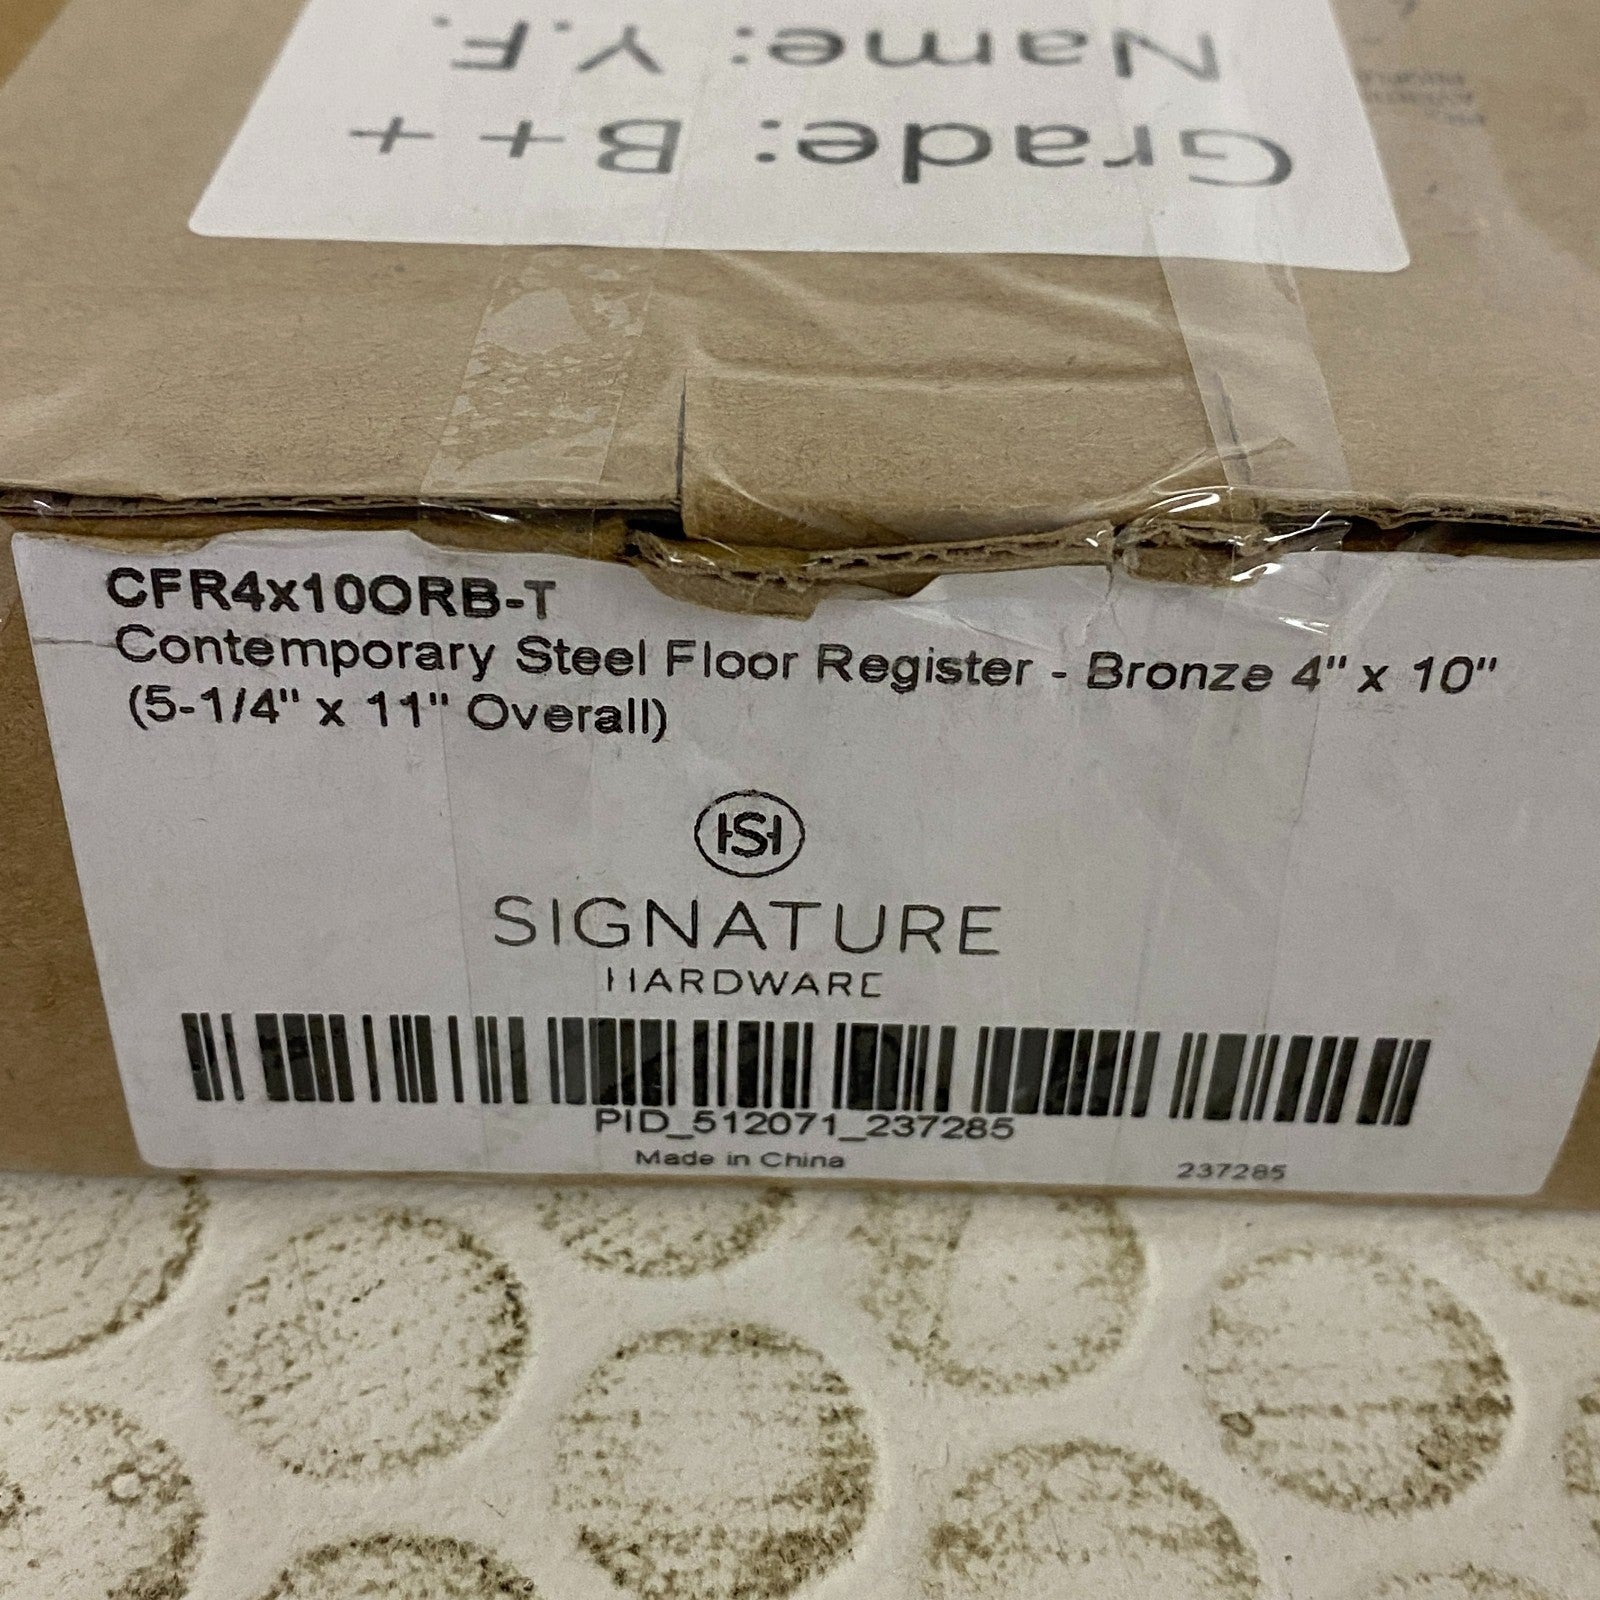 Name: Y.F.
Grade: B+++
CFR4x10ORB-T
Contemporary Steel Floor Register - Bronze 4" x 10"
(5-1/4" x 11" Overall)
HSH
SIGNATURE
HARDWARE
PID_512071_237285
Made in China
237285